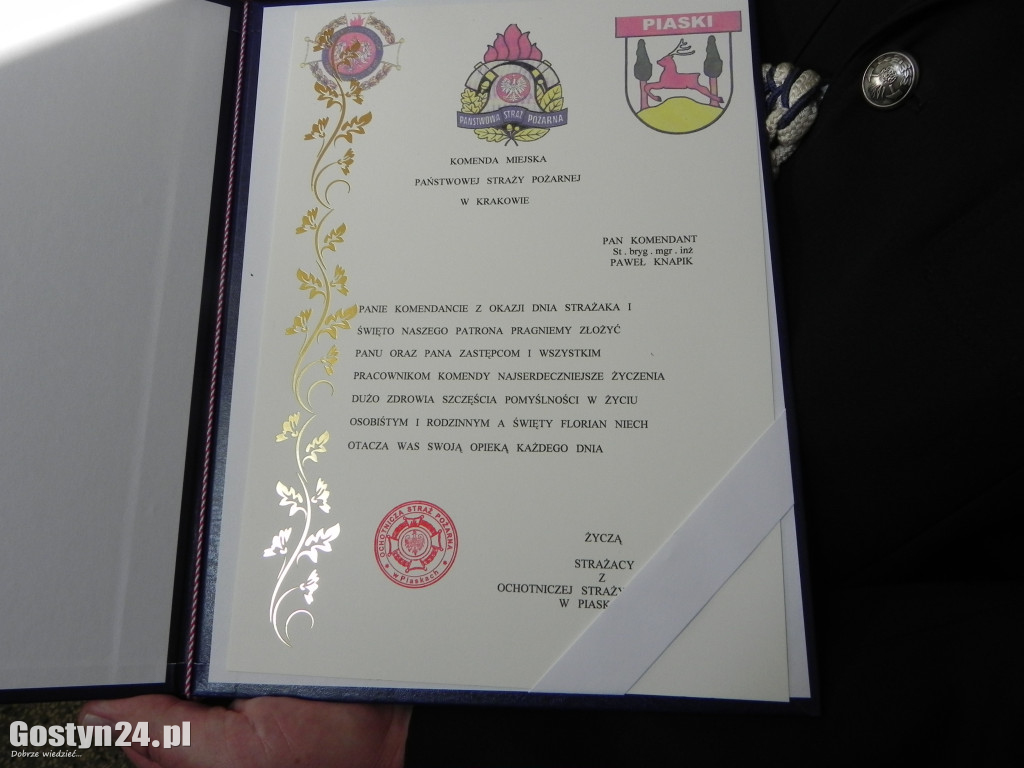 PIASKI
PAŃSTWOWA STRAŻ POŻARNA
KOMENDA MIEJSKA
PAŃSTWOWEJ STRAŻY POŻARNEJ
W KRAKOWIE
PAN KOMENDANT
St . bryg . mgr . inż
PAWEŁ KNAPIK
PANIE KOMENDANCIE Z OKAZJI DNIA STRAŻAKA I
ŚWIĘTO NASZEGO PATRONA PRAGNIEMY ZŁOŻYĆ
PANU ORAZ PANA ZASTĘPCOM I WSZYSTKIM
PRACOWNIKOM KOMENDY NAJSERDECZNIEJSZE ŻYCZENIA
DUŻO ZDROWIA SZCZĘŚCIA POMYŚLNOŚCI W ŻYCIU
OSOBIŚTYM I RODZINNYM A ŚWIĘTY FLORIAN NIECH
OTACZA WAS SWOJĄ OPIEKĄ KAŻDEGO DNIA
OCHOTNICZA STRAŻ POŻARNA
w Piaskach
ŻYCZĄ
STRAŻACY
Z
OCHOTNICZEJ STRAŻY
W PIASK
Gostyn24.pl
Dobrze wiedzieć...